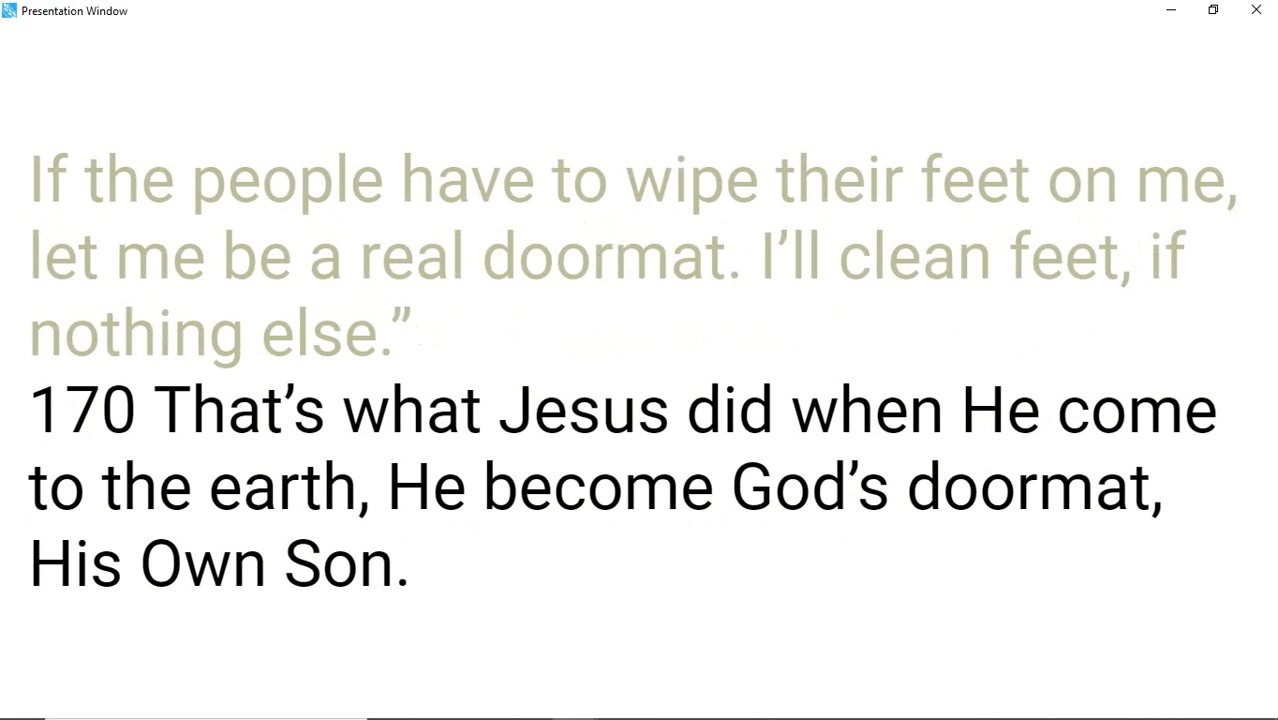 Presentation Window
If the people have to wipe their feet on me,
let me be a real doormat. I’ll clean feet, if
nothing else.”
170 That’s what Jesus did when He come
to the earth, He become God’s doormat,
His Own Son.